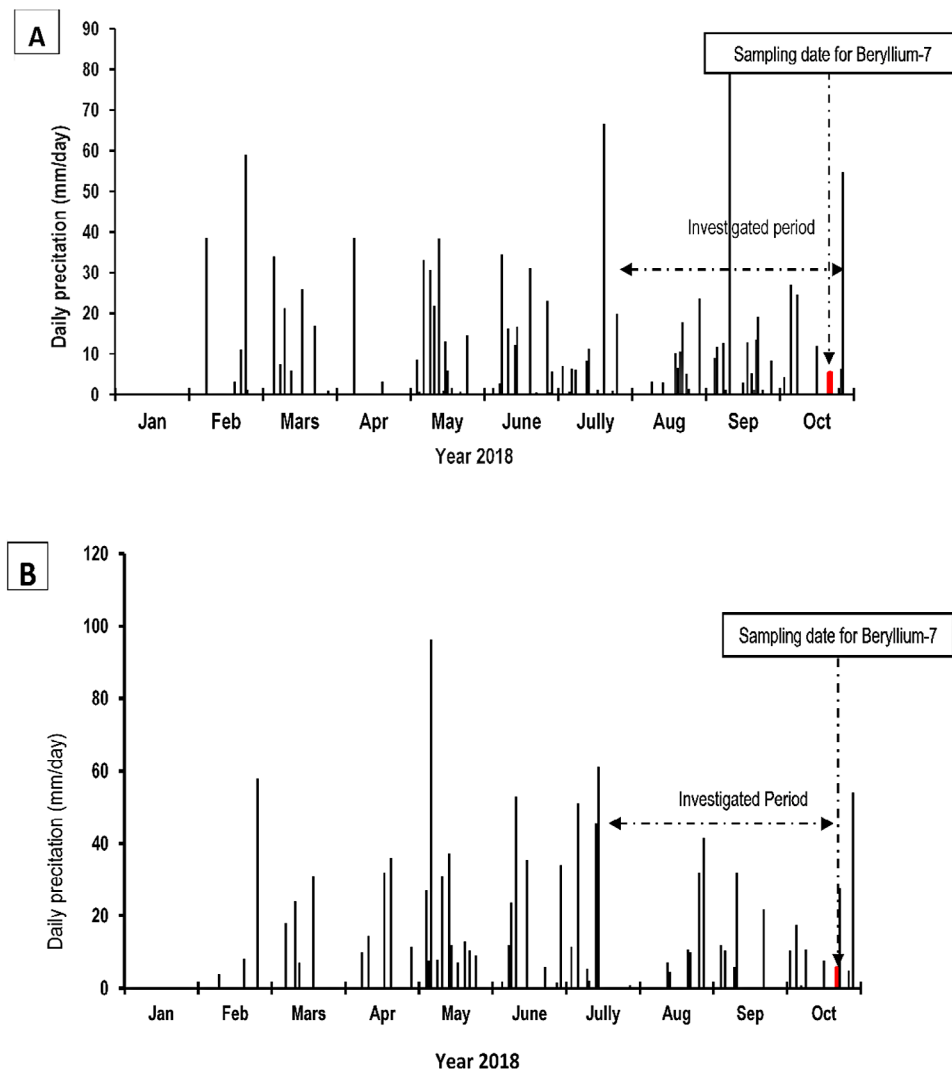 A
90
Sampling date for Beryllium-7
80
70
60
50
40
Investigated period
30
20
10
0
Daily precitation (mm/day)
Jan Feb Mars Apr May June Jully Aug Sep Oct
Year 2018
B
120
100
Sampling date for Beryllium-7
80
60
Investigated Period
40
20
0
Daily precitation (mm/day)
Jan Feb Mars Apr May June Jully Aug Sep Oct
Year 2018